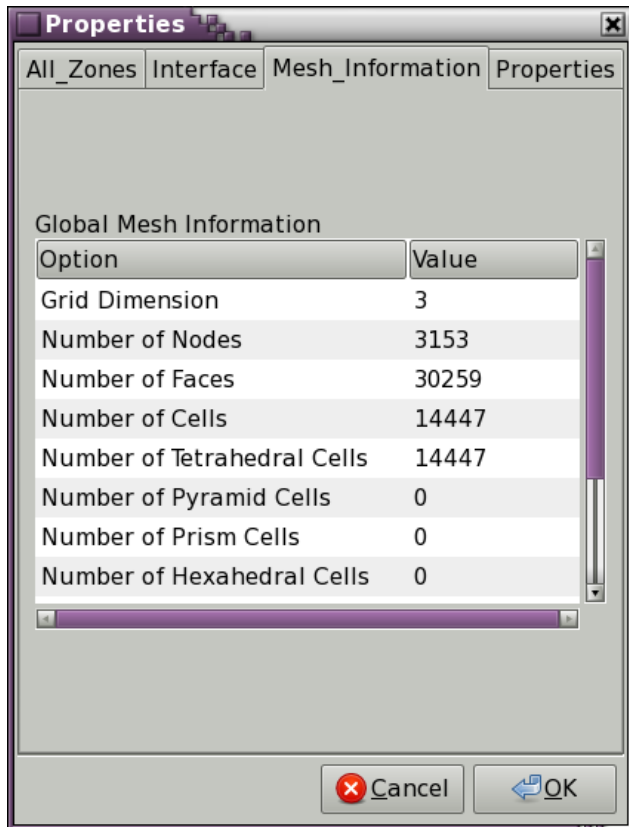 Properties
All_Zones Interface Mesh_Information Properties
Global Mesh Information
Option Value
Grid Dimension 3
Number of Nodes 3153
Number of Faces 30259
Number of Cells 14447
Number of Tetrahedral Cells 14447
Number of Pyramid Cells 0
Number of Prism Cells 0
Number of Hexahedral Cells 0
Cancel OK